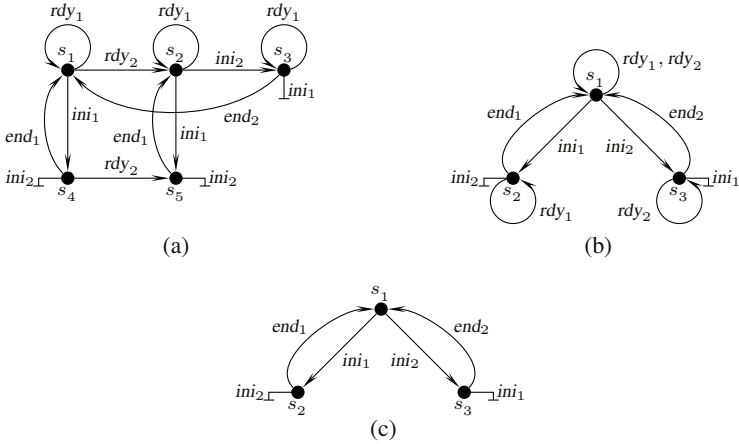 rdy₁ rdy₁ rdy₁
s₁ rdy₂ s₂ ini₂ s₃
ini₁
end₁ ini₁ end₁ ini₁ end₂
ini₂ rdy₂ ini₂
s₄ s₅
(a)
rdy₁, rdy₂
s₁
end₁ end₂
ini₁ ini₂
ini₂ s₂ s₃ ini₁
rdy₁ rdy₂
(b)
s₁
end₁ end₂
ini₁ ini₂
ini₂ s₂ s₃ ini₁
(c)